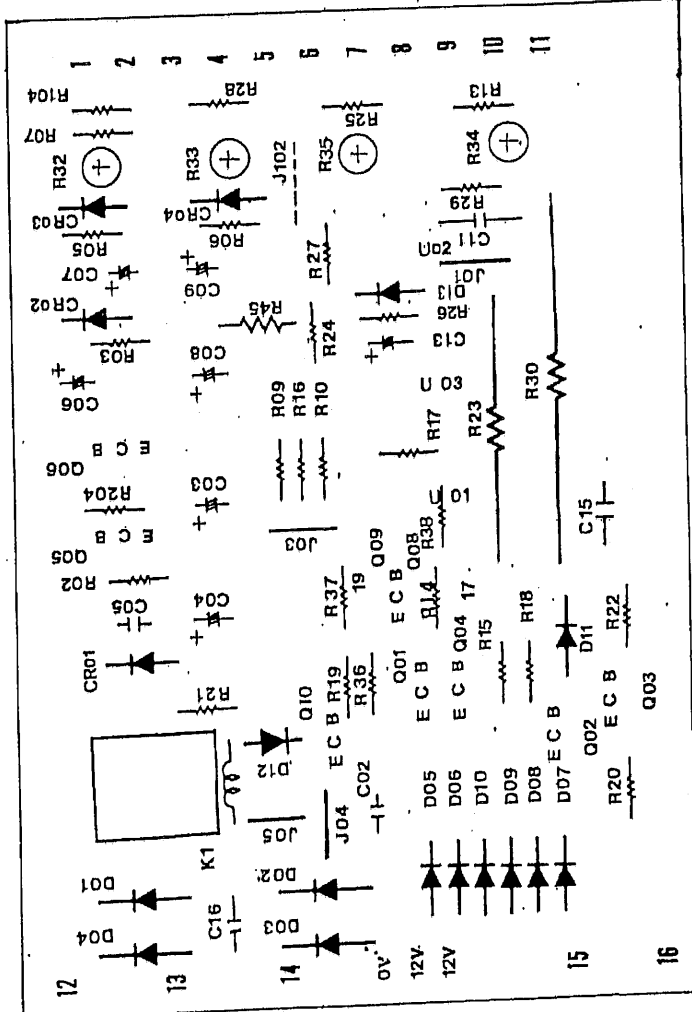 1 2 3 4 5 6 7 8 9 10 11
R104
R28
R25
R13
R07
R32
R33
J102
R35
R34
CR03
CR04
R29
R05
R06
C11
C07
C09
R27
U 02
J01
CR02
D13
R26
R45
R24
C13
R03
C08
C06
R09
R16
R10
U 03
R30
R17
R23
Q06
E C B
R204
C03
U 01
C15
Q05
E C B
J03
R38
Q09
Q08
R02
C05
C04
R37
19
E C B
R14
17
R18
R22
CR01
Q04
R15
D11
R21
Q10
R19
R36
Q01
E C B
E C B
E C B
E C B
E C B
Q02
Q03
D12
K1
J05
J04
C02
D05
D06
D10
D09
D08
D07
R20
D01
D02
D04
C16
D03
0V
12V
12V
12
13
14
15
16